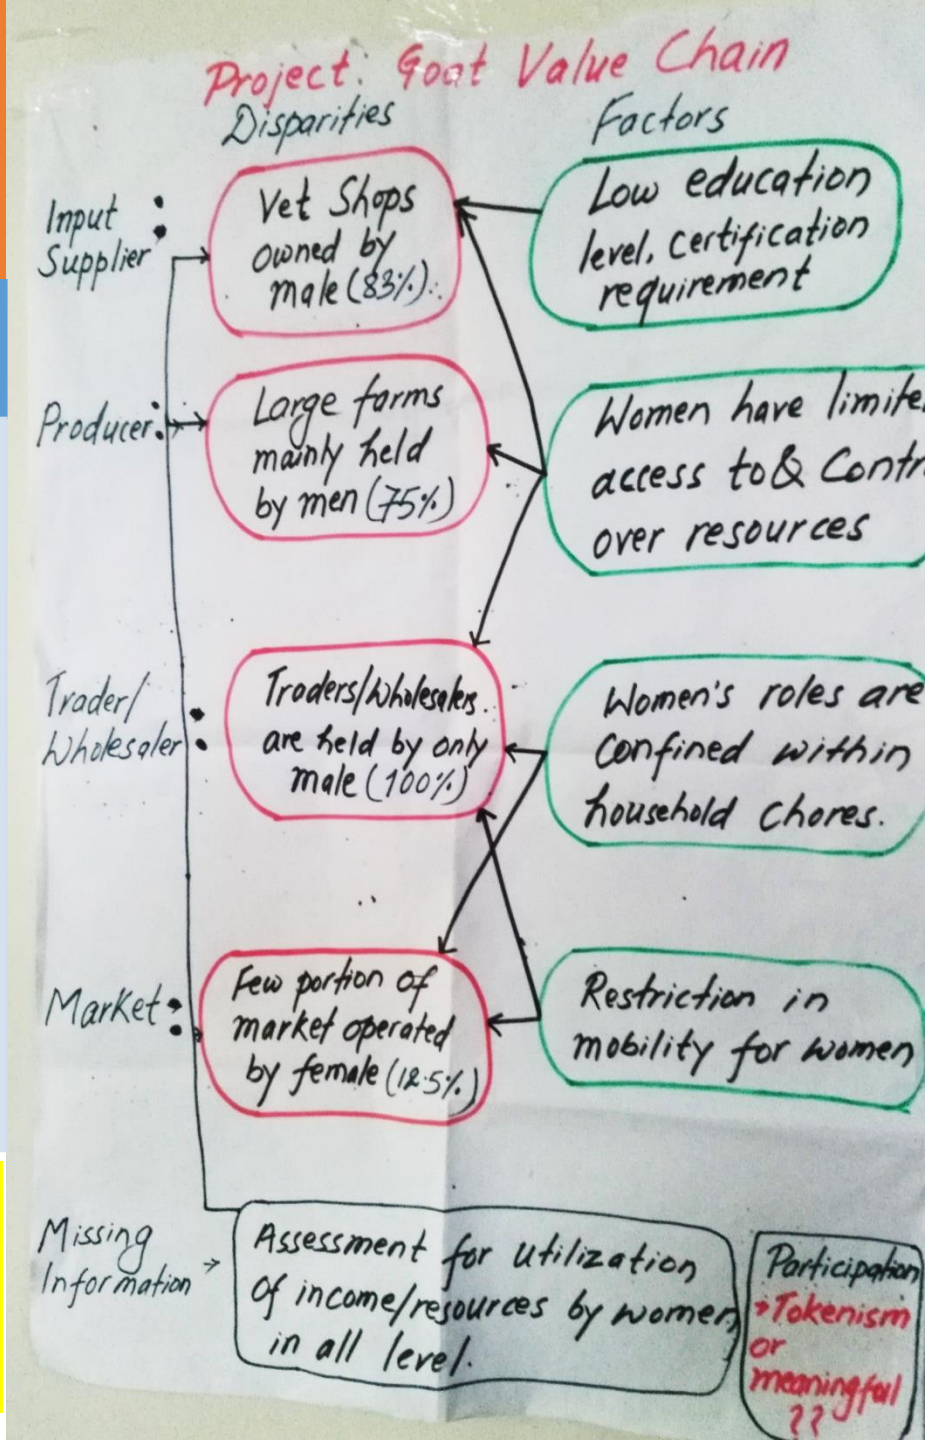 Project: Goat Value Chain
Disparities
Factors
Input
Supplier
Vet Shops
owned by
male (83%).
Low education
level, certification
requirement
Producer:
Large farms
mainly held
by men (75%)
Women have limite
access to & Contr
over resources
Trader/
Wholesaler
Traders/Wholesalers.
are held by only
male (100%)
Women's roles are
confined within
household chores.
Market:
Few portion of
market operated
by female (12.5%)
Restriction in
mobility for women
Missing
Information →
Assessment for utilization
of income/resources by women
in all level.
Participation
→ Tokenism
or
meaningful
??